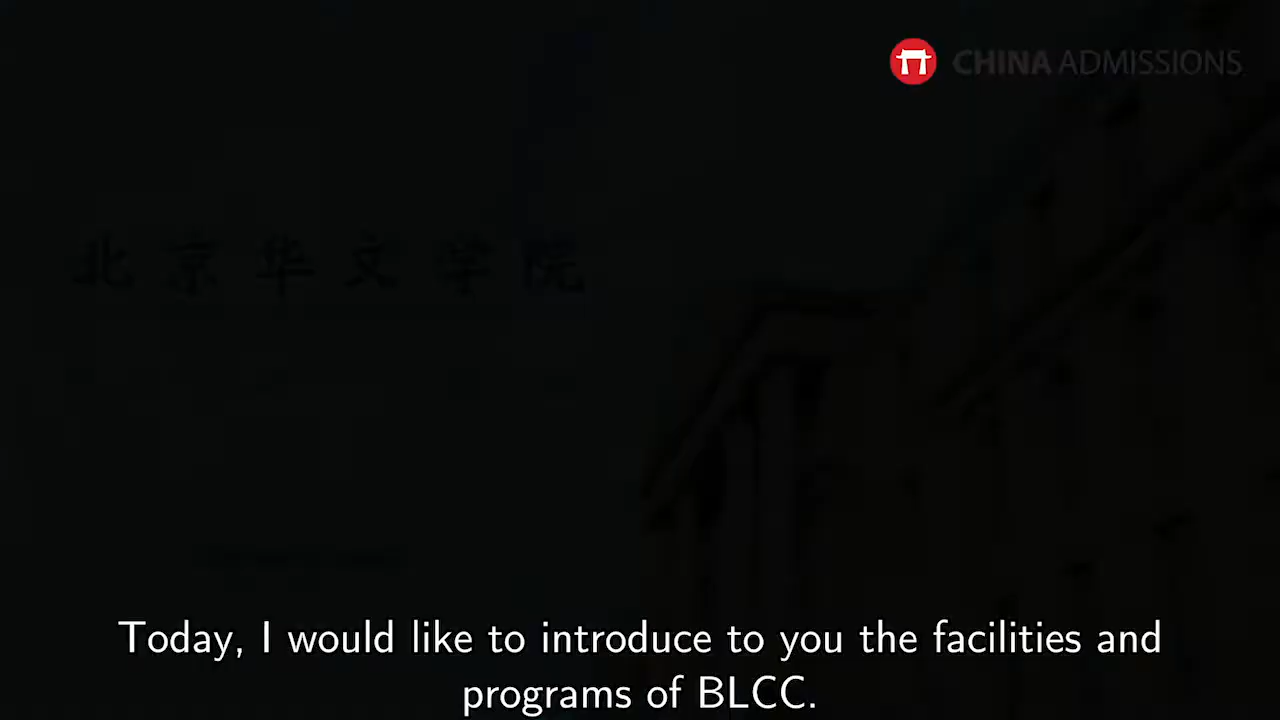 CHINA ADMISSIONS
北京华文学院
Today, I would like to introduce to you the facilities and
programs of BLCC.